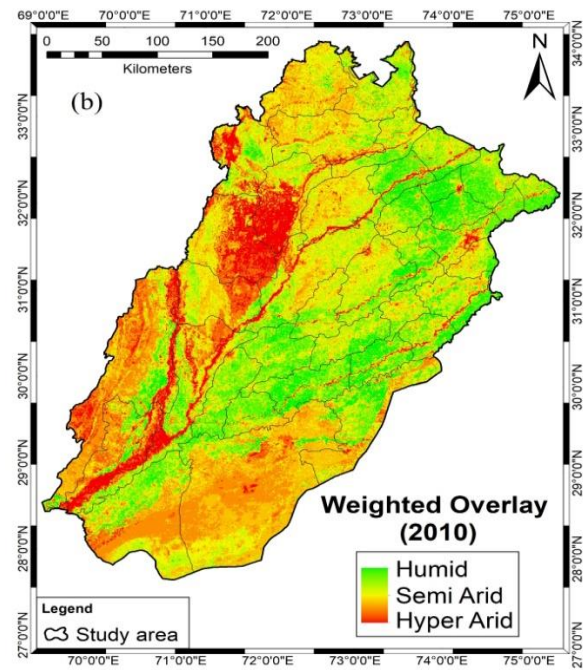 69°0'0"E 70°0'0"E 71°0'0"E 72°0'0"E 73°0'0"E 74°0'0"E 75°0'0"E
0 50 100 150 200
Kilometers
N
(b)
34°0'0"N
33°0'0"N 33°0'0"N
32°0'0"N 32°0'0"N
31°0'0"N 31°0'0"N
30°0'0"N 30°0'0"N
29°0'0"N 29°0'0"N
28°0'0"N 28°0'0"N
27°0'0"N 27°0'0"N
Weighted Overlay
(2010)
Humid
Semi Arid
Hyper Arid
Legend
Study area
70°0'0"E 71°0'0"E 72°0'0"E 73°0'0"E 74°0'0"E 75°0'0"E